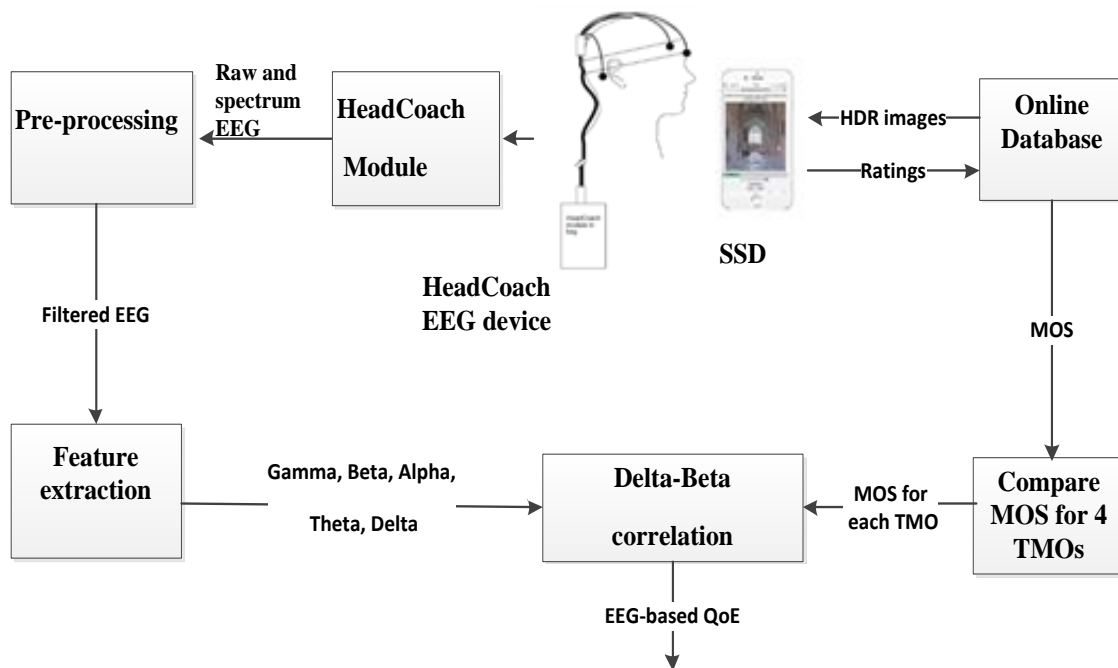 Pre-processing
Raw and
spectrum
EEG
HeadCoach
Module
HeadCoach
EEG device
SSD
HDR images
Ratings
Online
Database
Filtered EEG
MOS
Feature
extraction
Gamma, Beta, Alpha,
Theta, Delta
Delta-Beta
correlation
MOS for
each TMO
Compare
MOS for 4
TMOs
EEG-based QoE